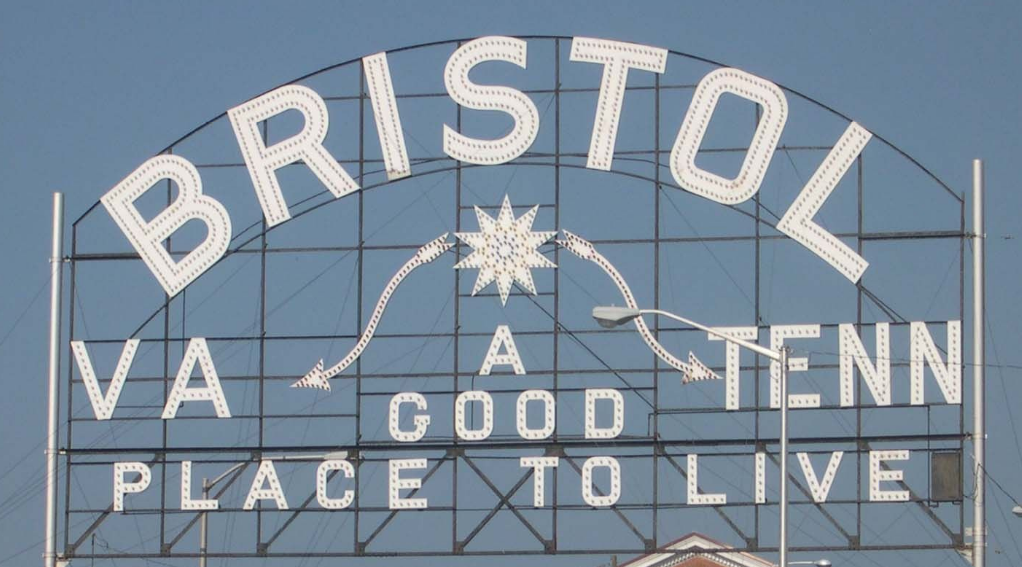 BRISTOL
VA A TENN
GOOD
PLACE TO LIVE